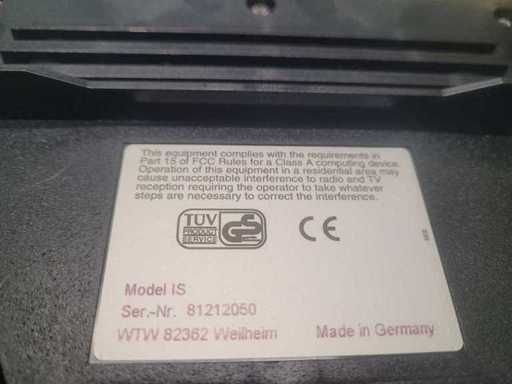 This equipment complies with the requirements in
Part 15 of FCC Rules for a Class A computing device.
Operation of this equipment in a residential area may
cause unacceptable interference to radio and TV
reception requiring the operator to take whatever
steps are necessary to correct the interference.
TÜV
PRODUCT
SERVICE
GS
CE
Model IS
Ser.-Nr. 81212050
WTW 82362 Weilheim Made in Germany